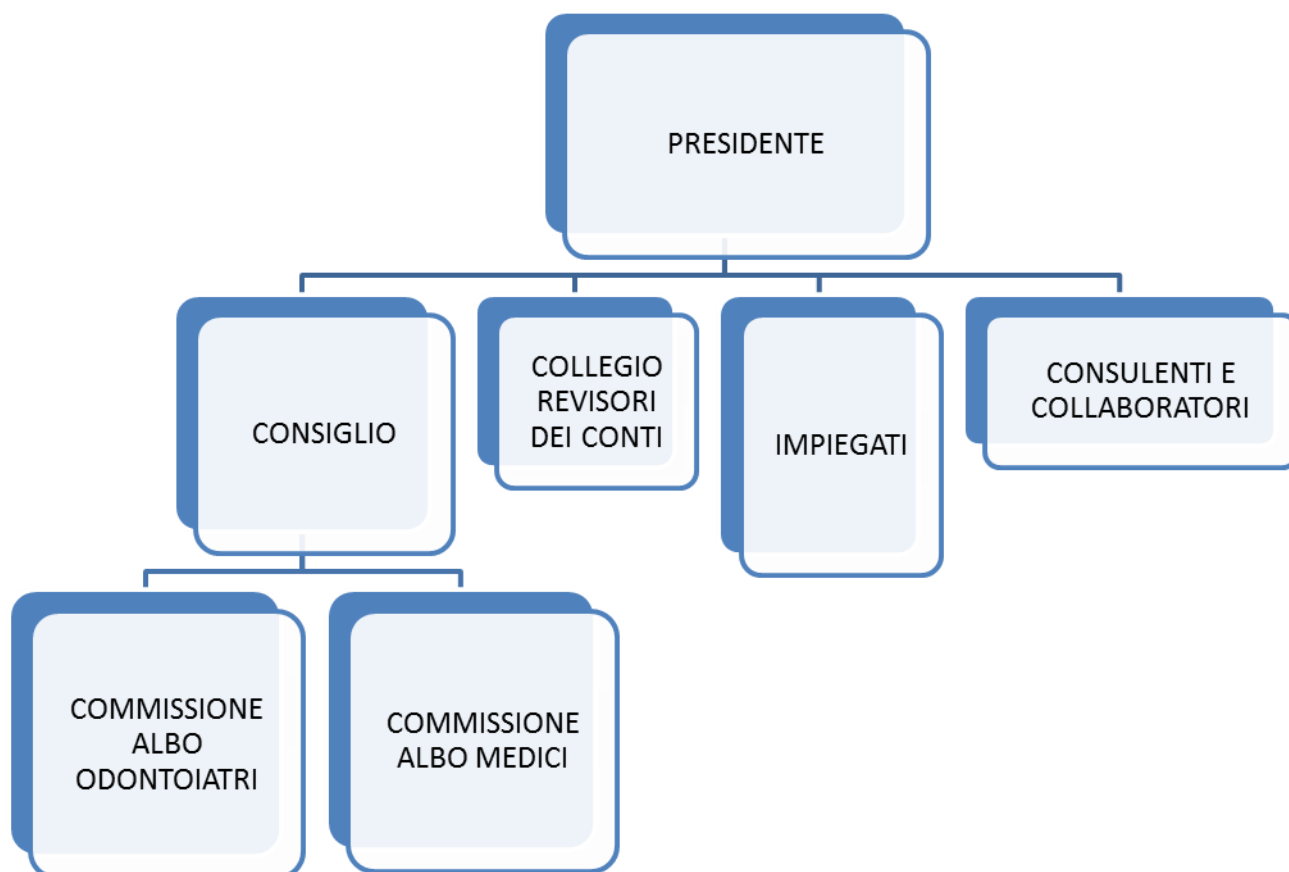 PRESIDENTE
CONSIGLIO
COLLEGIO
REVISORI
DEI CONTI
IMPIEGATI
CONSULENTI E
COLLABORATORI
COMMISSIONE
ALBO
ODONTOIATRI
COMMISSIONE
ALBO MEDICI